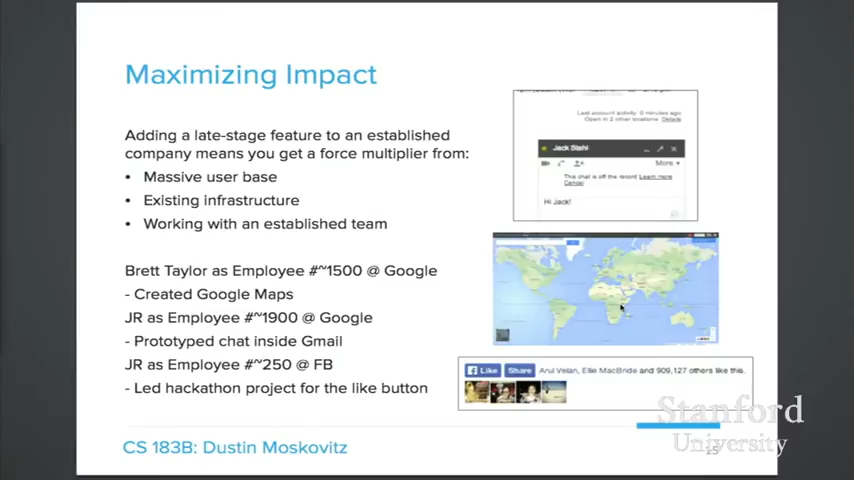 Maximizing Impact
Adding a late-stage feature to an established
company means you get a force multiplier from:
• Massive user base
• Existing infrastructure
• Working with an established team
Brett Taylor as Employee #~1500 @ Google
- Created Google Maps
JR as Employee #~1900 @ Google
- Prototyped chat inside Gmail
JR as Employee #~250 @ FB
- Led hackathon project for the like button
Last account activity: 0 minutes ago
Open in 2 other locations Details
Jack Stahl
More
This chat is off the record Learn more
Cancel
Hi Jack!
Like Share Arul Velan, Ellie MacBride and 909,127 others like this.
Stanford
University
CS 183B: Dustin Moskovitz
15